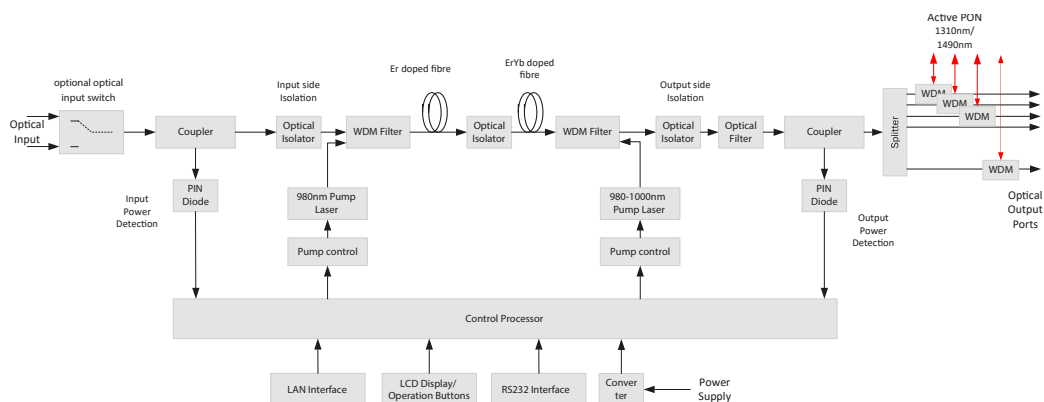 Active PON
1310nm/
1490nm
Er doped fibre
ErYb doped
fibre
optional optical
input switch
Input side
Isolation
Output side
Isolation
Optical
Input
Coupler
Optical
Isolator
WDM Filter
Optical
Isolator
WDM Filter
Optical
Isolator
Optical
Filter
Coupler
Splitter
WDM
WDM
WDM
WDM
Optical
Output
Ports
PIN
Diode
Input
Power
Detection
980nm Pump
Laser
980-1000nm
Pump Laser
PIN
Diode
Output
Power
Detection
Pump control
Pump control
Control Processor
LAN Interface
LCD Display/
Operation Buttons
RS232 Interface
Conver
ter
Power
Supply